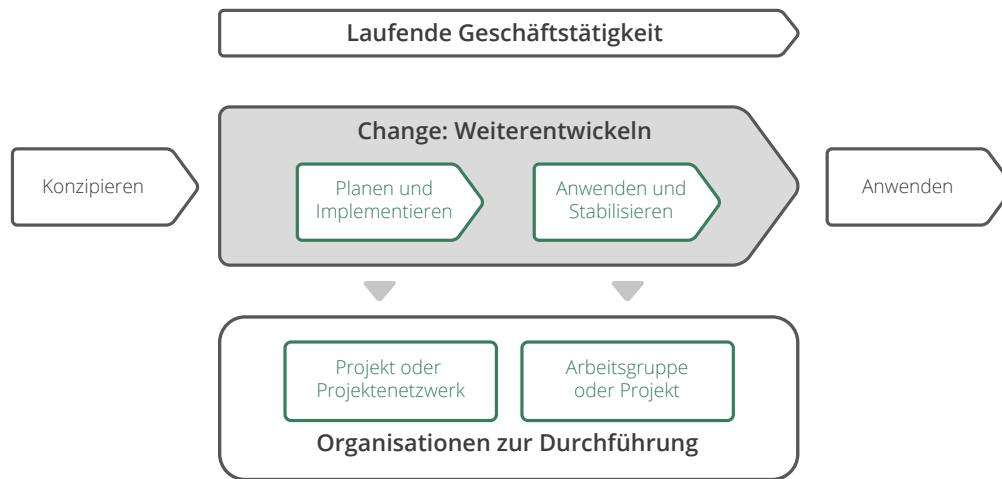 Laufende Geschäftstätigkeit
Change: Weiterentwickeln
Konzipieren
Planen und
Implementieren
Anwenden und
Stabilisieren
Anwenden
Projekt oder
Projektenetzwerk
Arbeitsgruppe
oder Projekt
Organisationen zur Durchführung